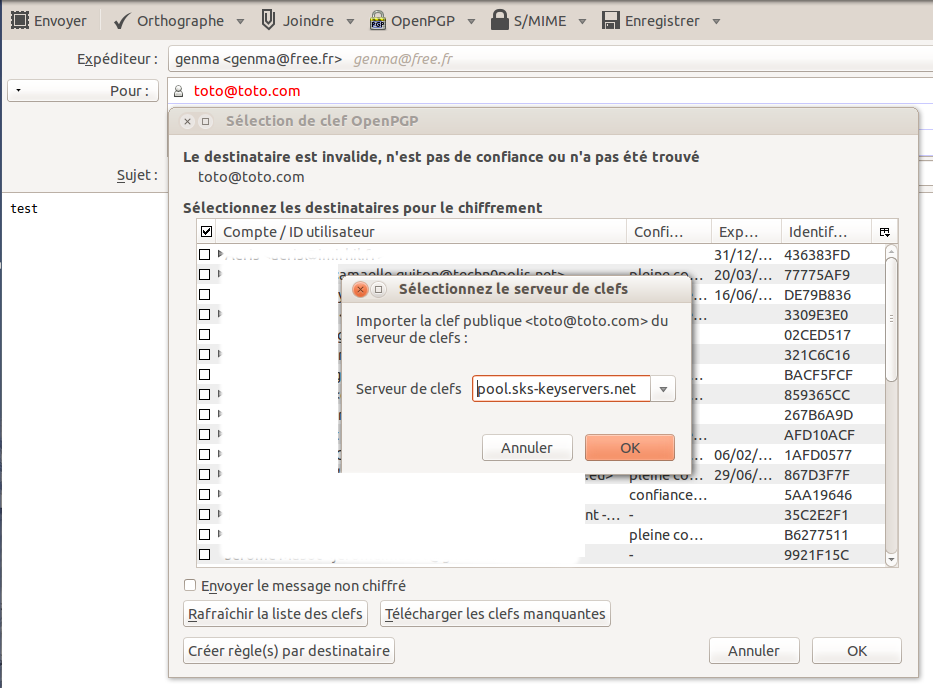 Envoyer Orthographe Joindre OpenPGP S/MIME Enregistrer
Expéditeur : genma <genma@free.fr> genma@free.fr
Pour : toto@toto.com
Sélection de clef OpenPGP
Le destinataire est invalide, n'est pas de confiance ou n'a pas été trouvé
toto@toto.com
Sujet :
test
Sélectionnez les destinataires pour le chiffrement
Compte / ID utilisateur Confi... Exp... Identif...
31/12/... 436383FD
pleine co... 20/03/... 77775AF9
16/06/... DE79B836
3309E3E0
02CED517
321C6C16
BACF5FCF
859365CC
267B6A9D
AFD10ACF
06/02/... 1AFD0577
pleine co... 29/06/... 867D3F7F
confiance... 5AA19646
nt -... - 35C2E2F1
pleine co... B6277511
- 9921F15C
Sélectionnez le serveur de clefs
Importer la clef publique <toto@toto.com> du
serveur de clefs :
Serveur de clefs pool.sks-keyservers.net
Annuler OK
Envoyer le message non chiffré
Rafraîchir la liste des clefs Télécharger les clefs manquantes
Créer règle(s) par destinataire Annuler OK